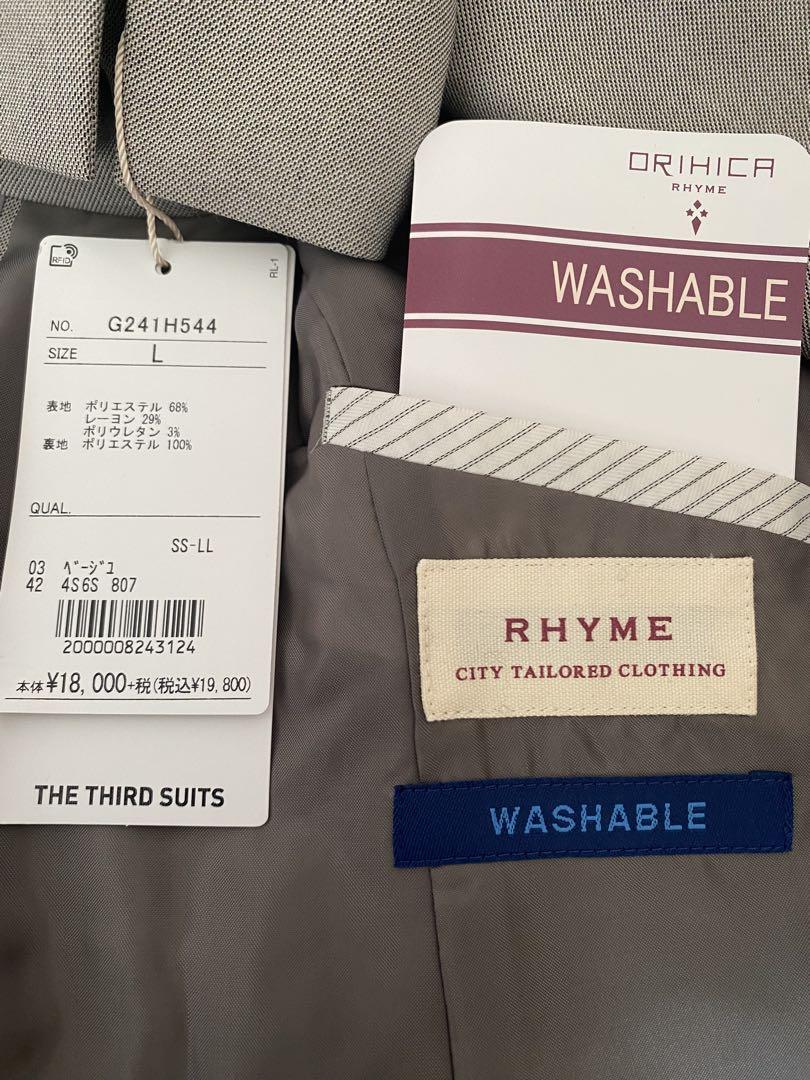 RFID
RL-1
NO. G241H544
SIZE L
表地 ポリエステル 68%
レーヨン 29%
ポリウレタン 3%
裏地 ポリエステル 100%
QUAL.
SS-LL
03 ﾍﾞｰｼﾞﾕ
42 4S6S 807
2000008243124
本体¥18,000+税(税込¥19,800)
THE THIRD SUITS
ORIHICA
RHYME
WASHABLE
RHYME
CITY TAILORED CLOTHING
WASHABLE